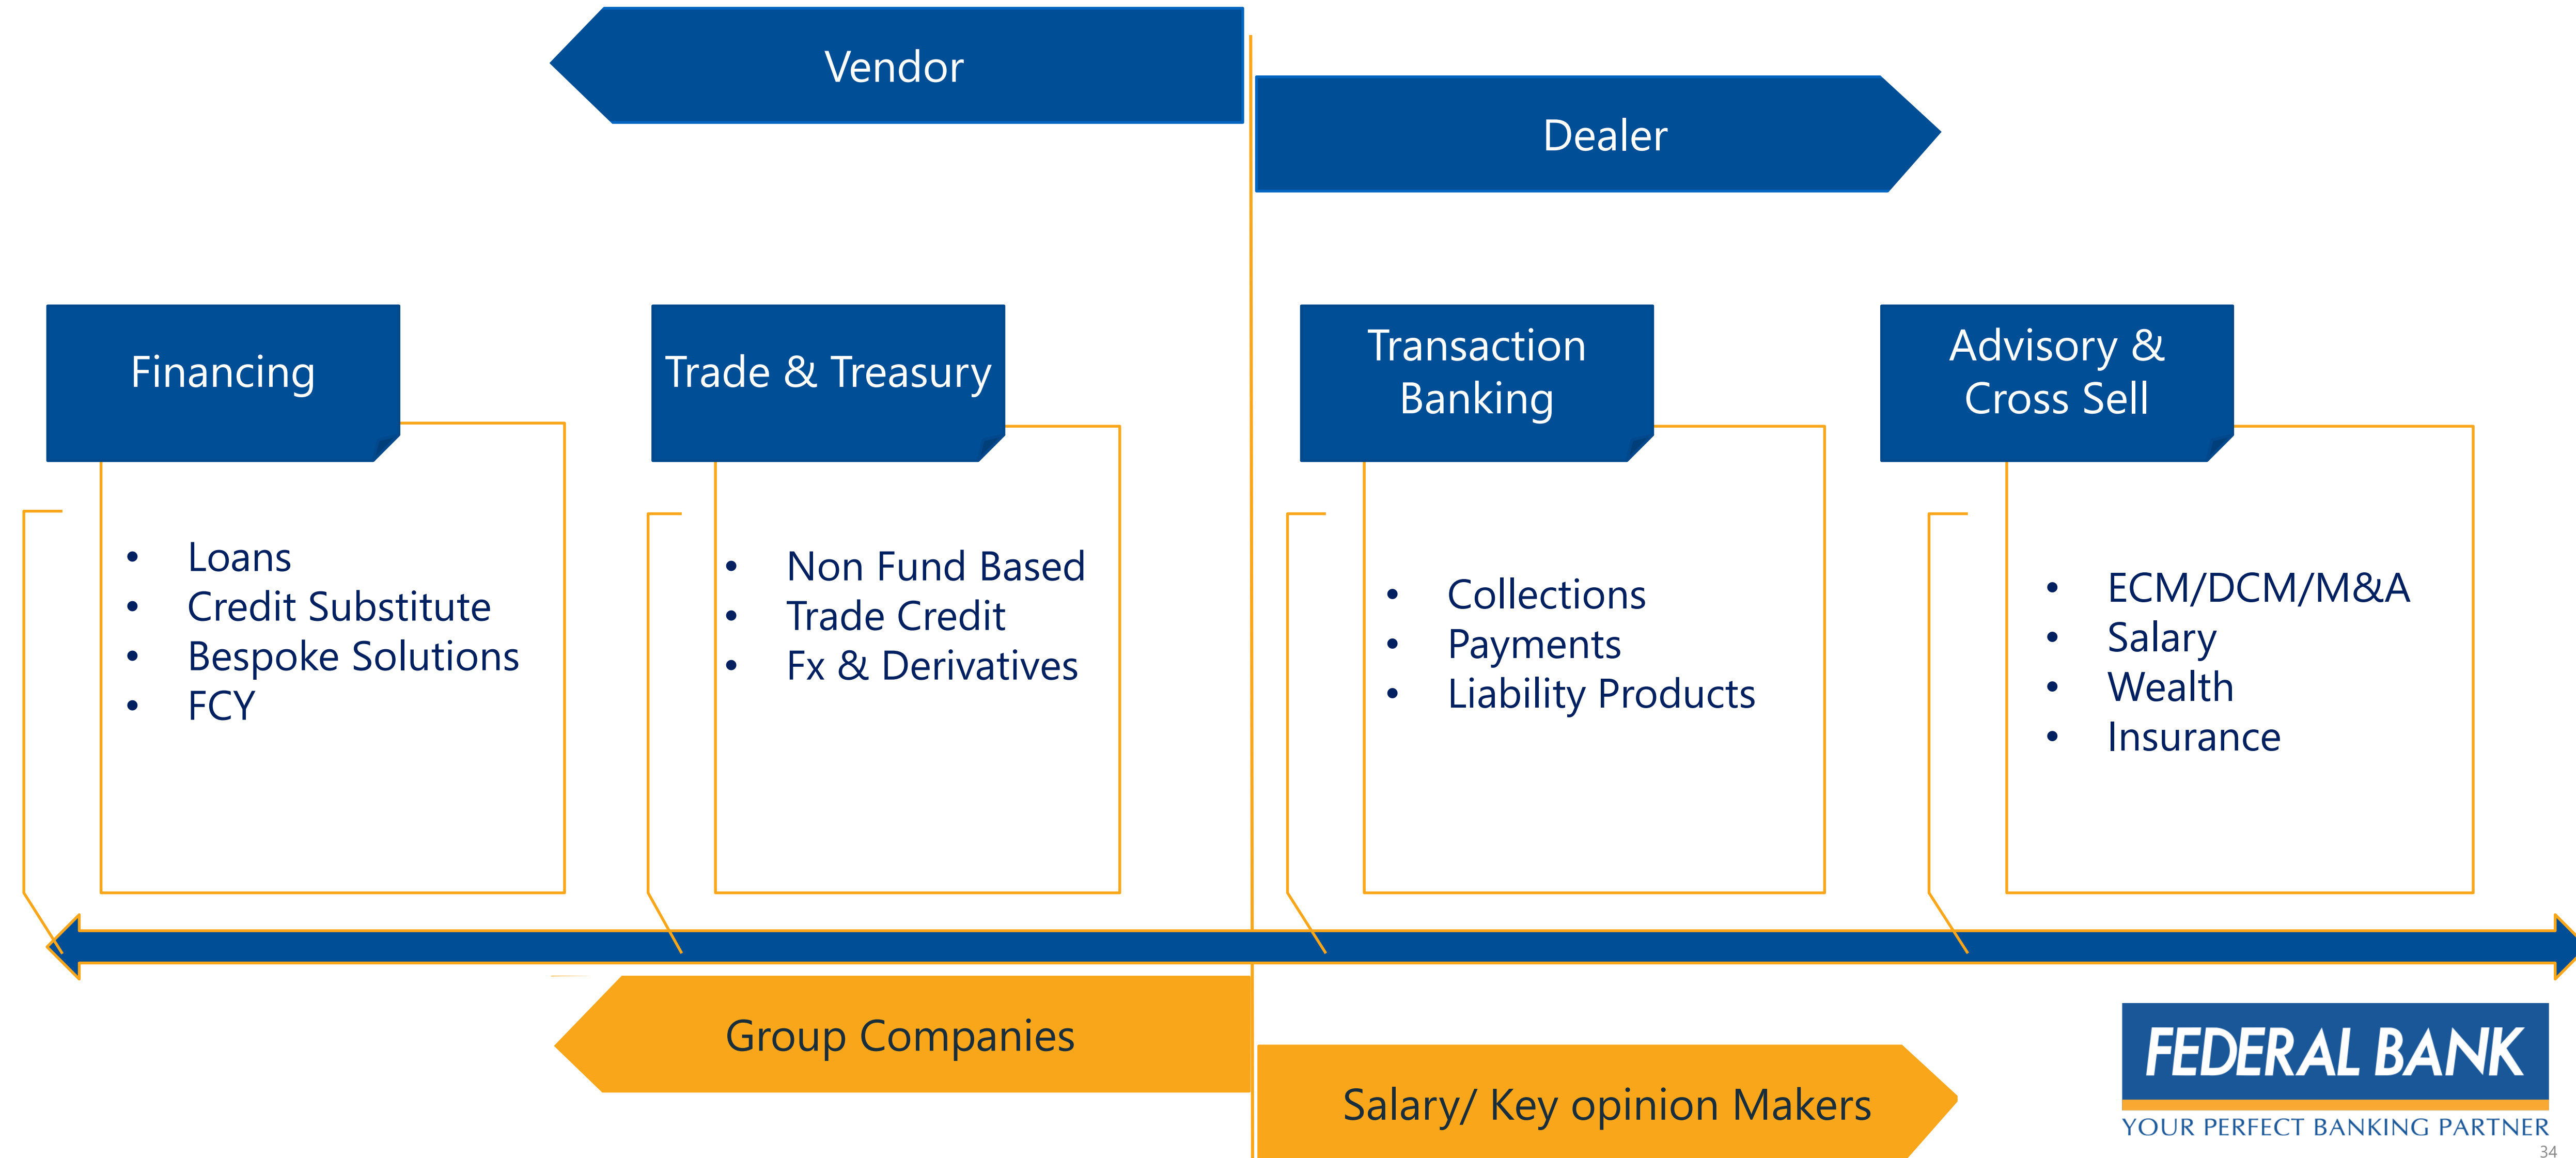 Vendor
Dealer
Financing
• Loans
• Credit Substitute
• Bespoke Solutions
• FCY
Trade & Treasury
• Non Fund Based
• Trade Credit
• Fx & Derivatives
Transaction
Banking
• Collections
• Payments
• Liability Products
Advisory &
Cross Sell
• ECM/DCM/M&A
• Salary
• Wealth
• Insurance
Group Companies
Salary/ Key opinion Makers
FEDERAL BANK
YOUR PERFECT BANKING PARTNER
34